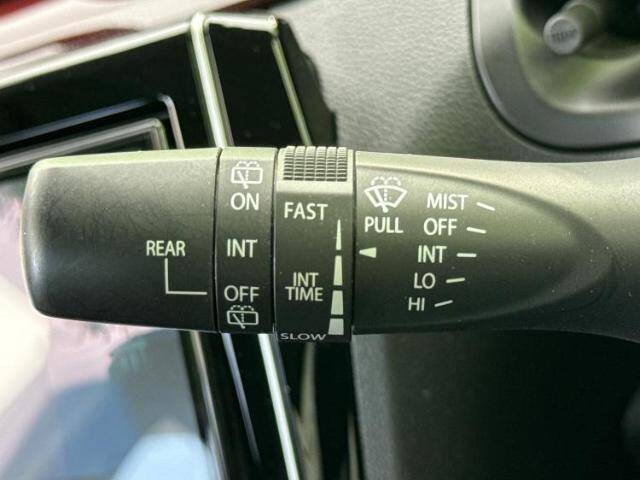 REAR
ON
INT
OFF
FAST
INT
TIME
SLOW
PULL
MIST
OFF
INT
LO
HI